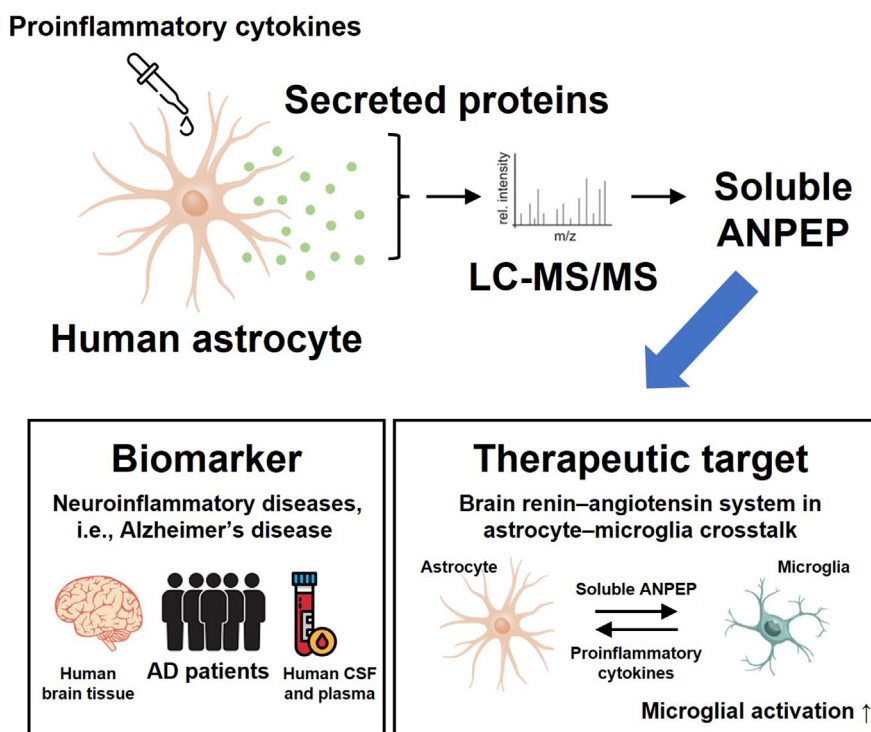 Proinflammatory cytokines
Secreted proteins
rel. intensity
m/z
LC-MS/MS
Soluble
ANPEP
Human astrocyte
Biomarker
Neuroinflammatory diseases,
i.e., Alzheimer's disease
Human
brain tissue
AD patients
Human CSF
and plasma
Therapeutic target
Brain renin–angiotensin system in
astrocyte–microglia crosstalk
Astrocyte
Microglia
Soluble ANPEP
Proinflammatory
cytokines
Microglial activation ↑